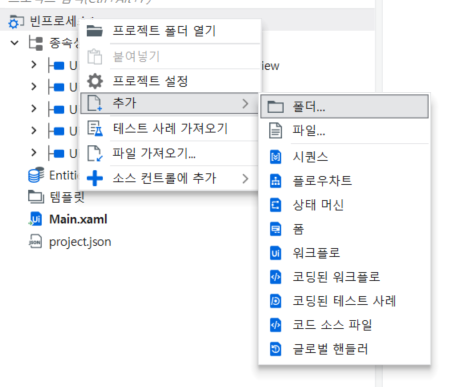 빈프로세
프로젝트 폴더 열기
종속성
붙여넣기
U
iew
프로젝트 설정
U
추가
폴더...
U
테스트 사례 가져오기
파일...
U
파일 가져오기...
시퀀스
U
Entitie
소스 컨트롤에 추가
플로우차트
템플릿
상태 머신
Main.xaml
폼
project.json
워크플로
코딩된 워크플로
코딩된 테스트 사례
코드 소스 파일
글로벌 핸들러